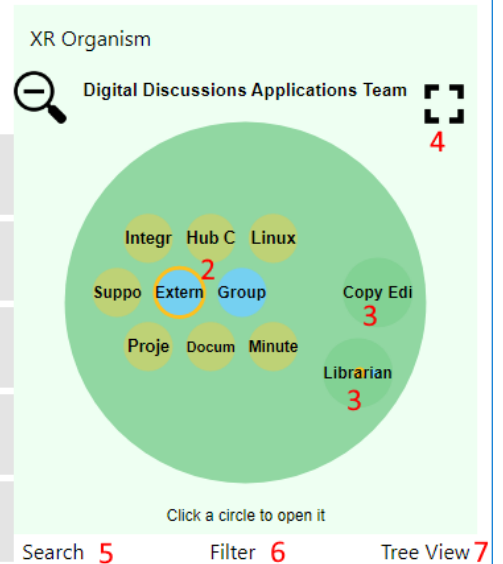 XR Organism
Digital Discussions Applications Team
4
Integr Hub C Linux
2
Suppo Extern Group Copy Edi
3
Proje Docum Minute
Librarian
3
Click a circle to open it
Search 5 Filter 6 Tree View 7